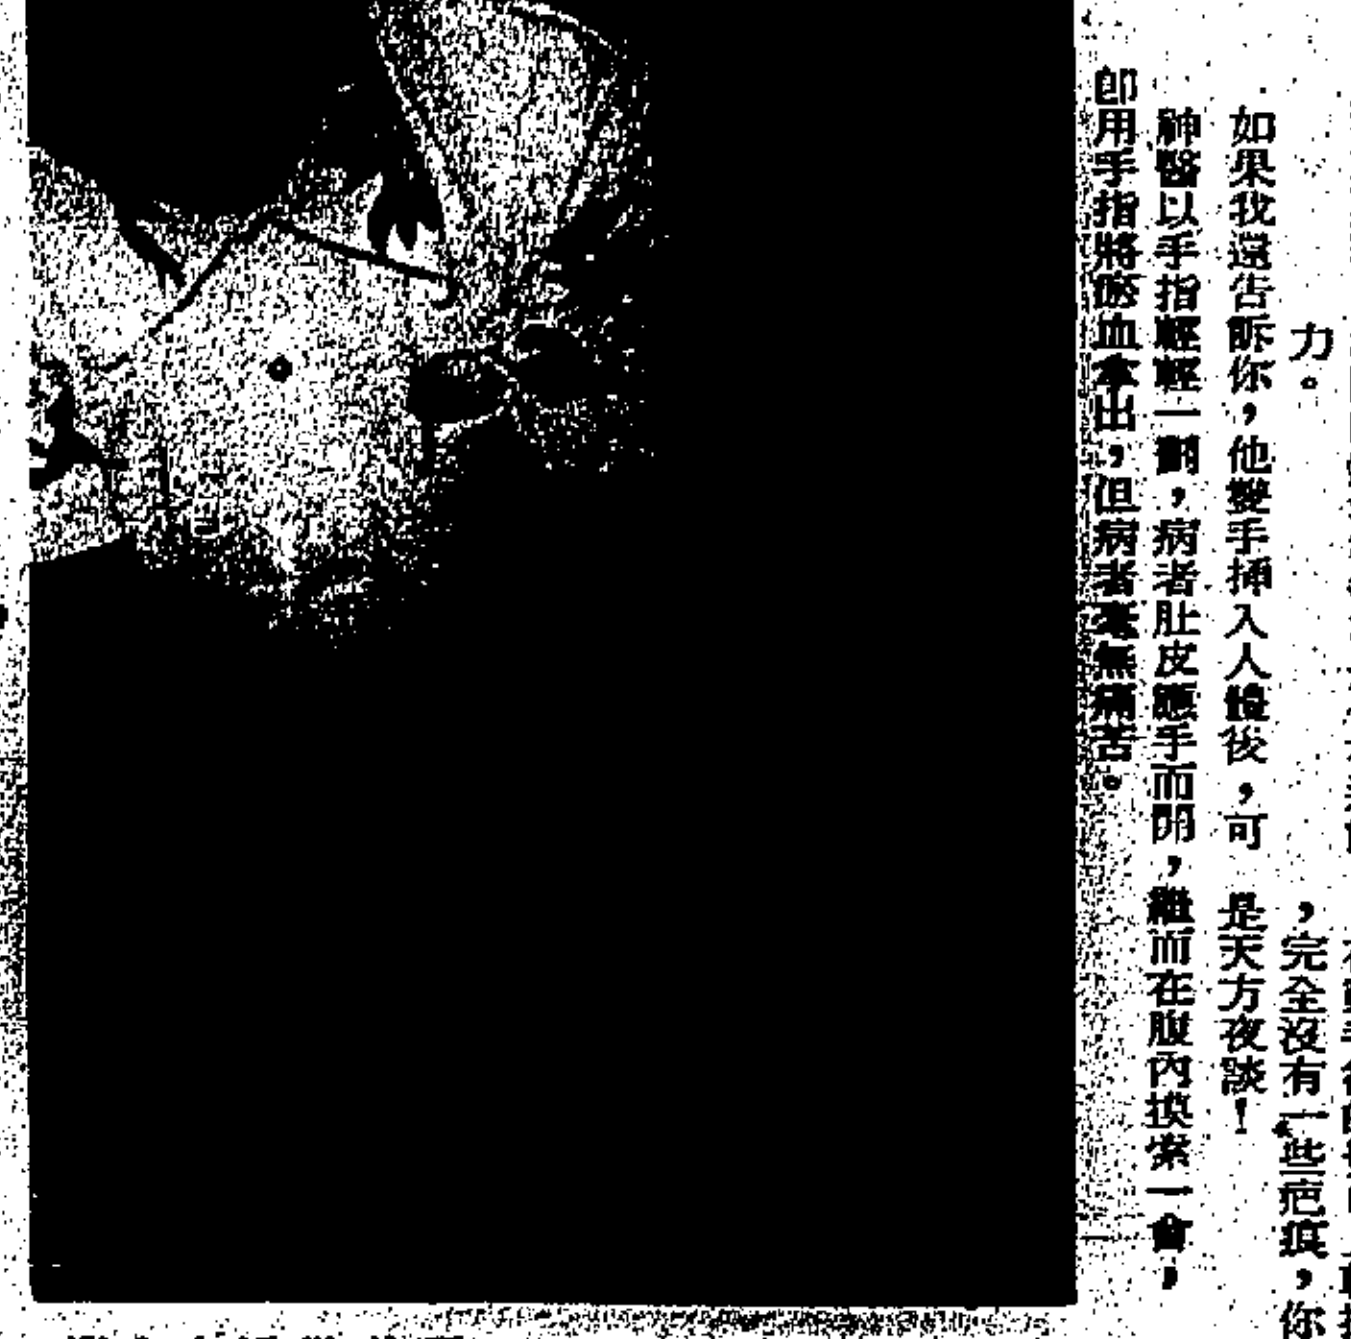 力。
，完全沒有一些疤痕，你
如果我還告訴你，他雙手揷入人體後，可
是天方夜談！
神醫以手指輕輕一劃，病者肚皮應手而開，繼而在腹內摸索一會，
卽用手指將瘀血拿出，但病者毫無痛苦。